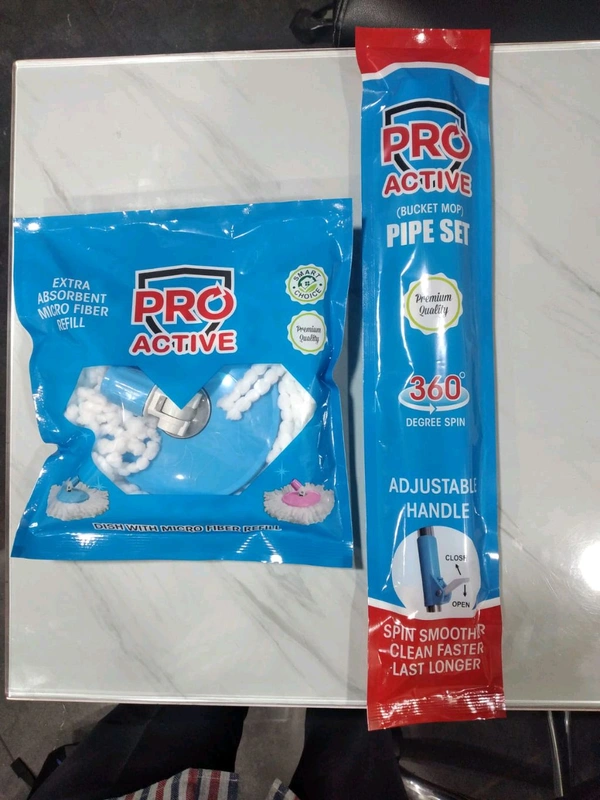 EXTRA
ABSORBENT
MICRO FIBER
REFILL
PRO
ACTIVE
SMART
CHOICE
Premium
Quality
DISH WITH MICRO FIBER REFILL
PRO
ACTIVE
(BUCKET MOP)
PIPE SET
Premium
Quality
360°
DEGREE SPIN
ADJUSTABLE
HANDLE
CLOSE
OPEN
SPIN SMOOTHER
CLEAN FASTER
LAST LONGER